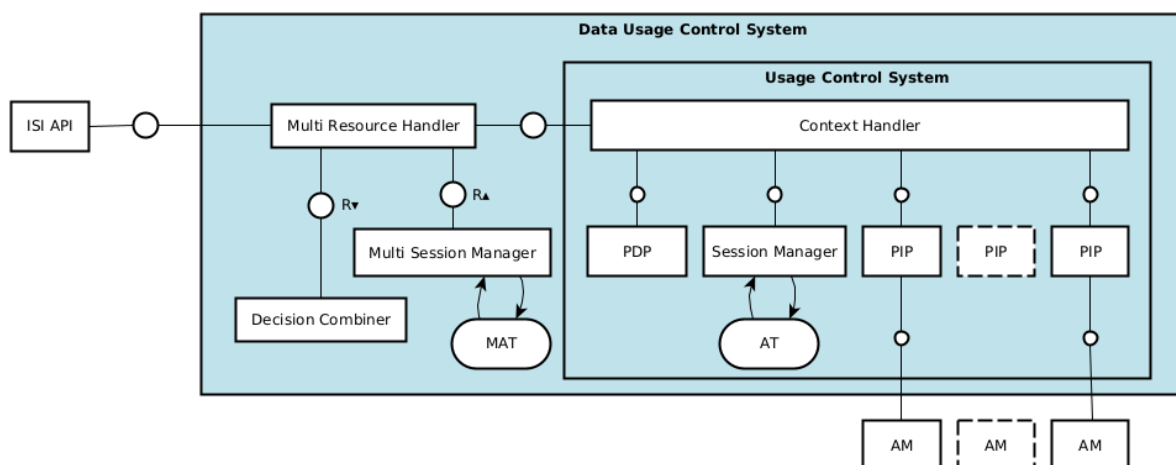 Data Usage Control System
Usage Control System
ISI API
Multi Resource Handler
Context Handler
R▾
R▴
Multi Session Manager
PDP
Session Manager
PIP
PIP
PIP
Decision Combiner
MAT
AT
AM
AM
AM